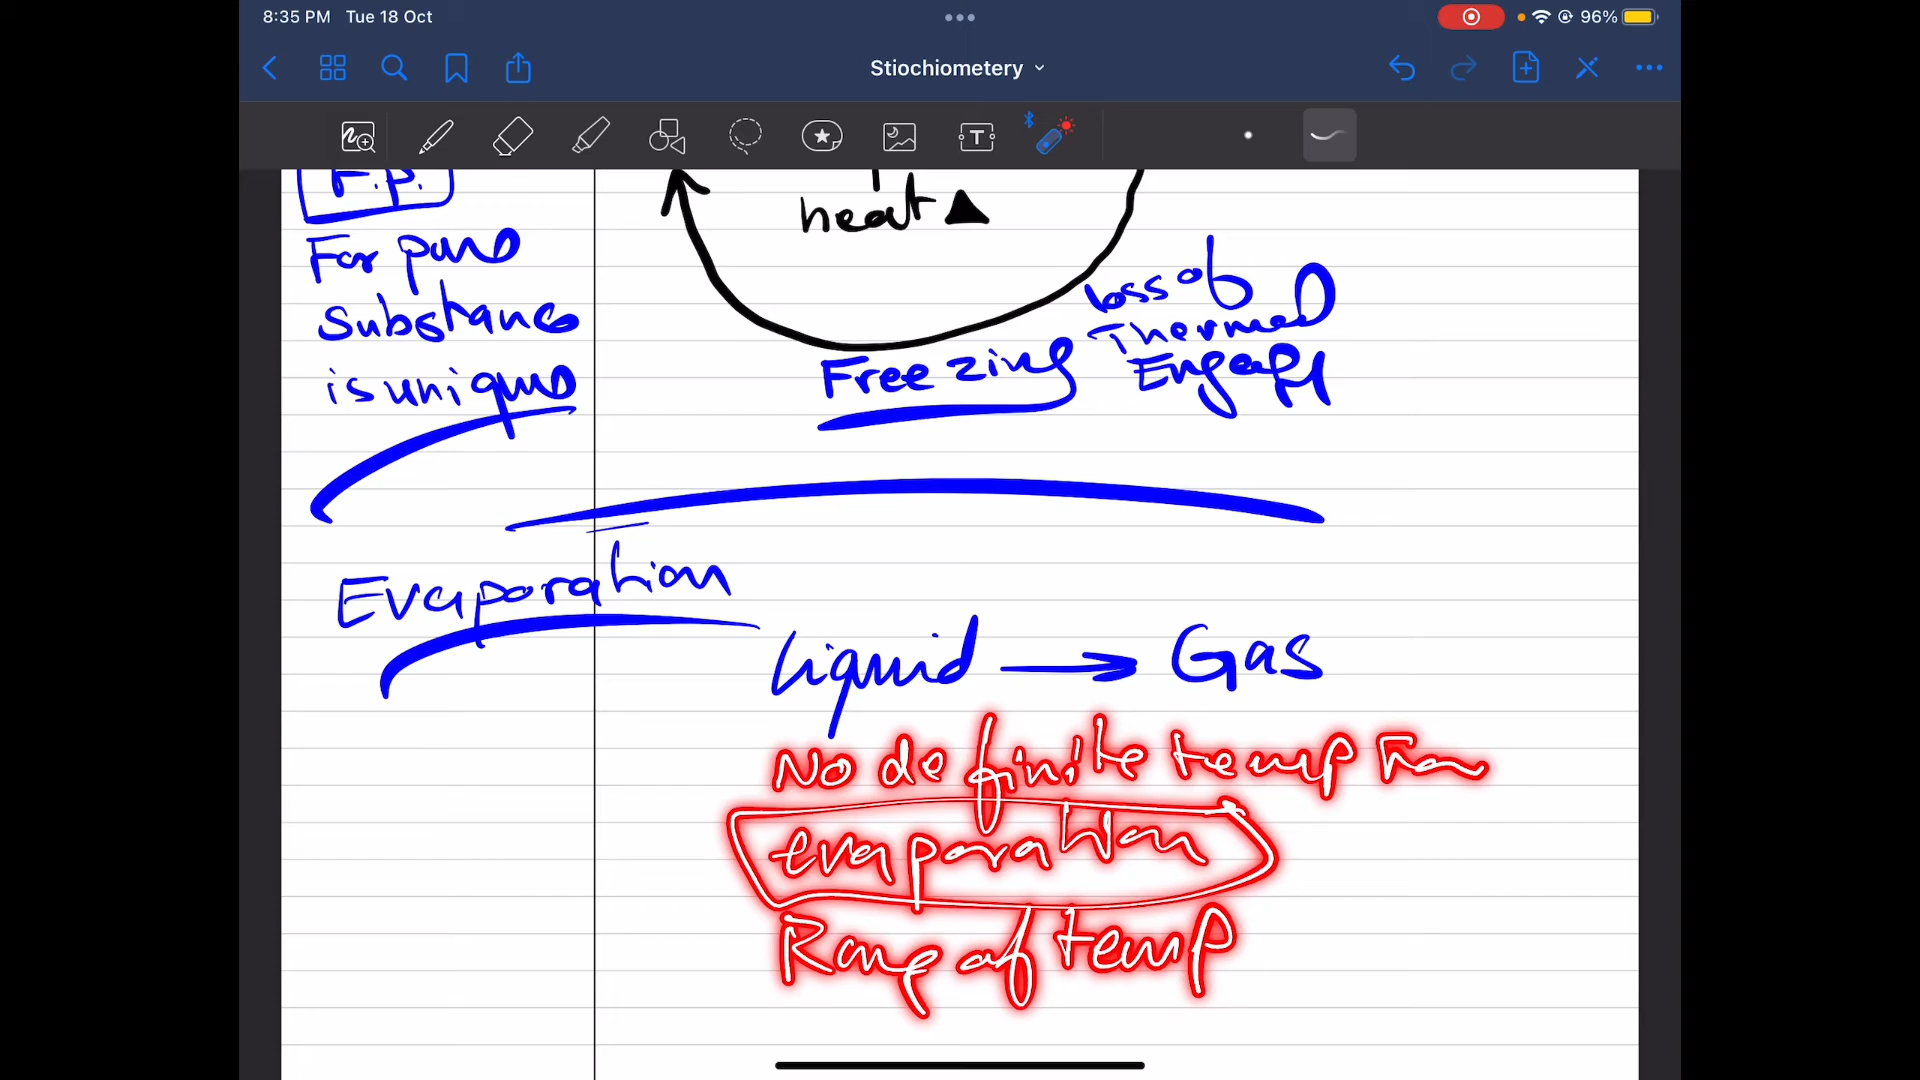 8:35 PM Tue 18 Oct
96%
Stiochiometery
T
F.P.
For pure
substance
is unique
heat ▲
loss of
Thermal
Energy
Freezing
Evaporation
Liquid → Gas
No definite temp for
evaporation
Range of temp